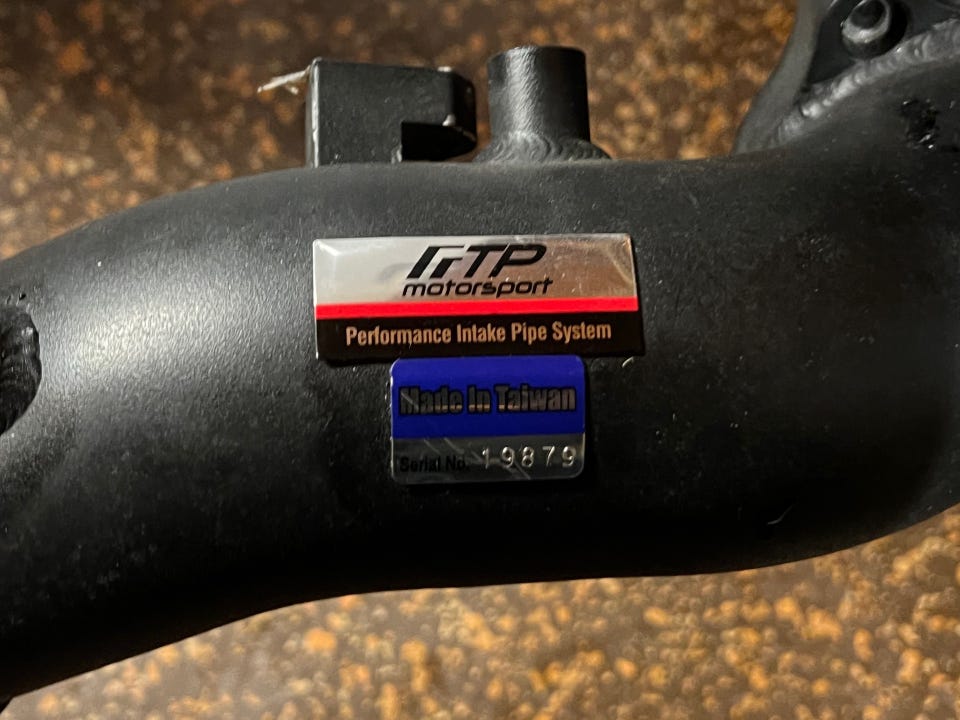 FTP
motorsport
Performance Intake Pipe System
Made In Taiwan
Serial No. 19879